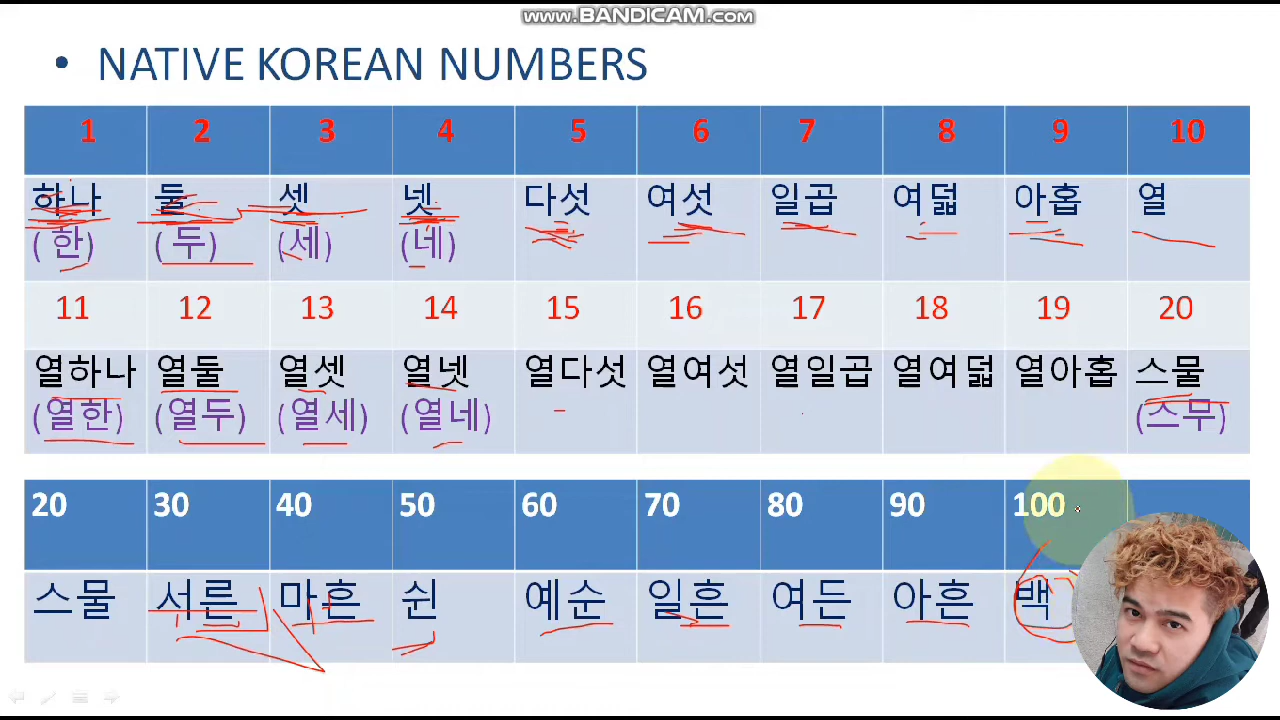 www.BANDICAM.com
• NATIVE KOREAN NUMBERS
1 2 3 4 5 6 7 8 9 10
하나 둘 셋 넷 다섯 여섯 일곱 여덟 아홉 열
(한) (두) (세) (네)
11 12 13 14 15 16 17 18 19 20
열하나 열둘 열셋 열넷 열다섯 열여섯 열일곱 열여덟 열아홉 스물
(열한) (열두) (열세) (열네) (스무)
20 30 40 50 60 70 80 90 100
스물 서른 마흔 쉰 예순 일흔 여든 아흔 백